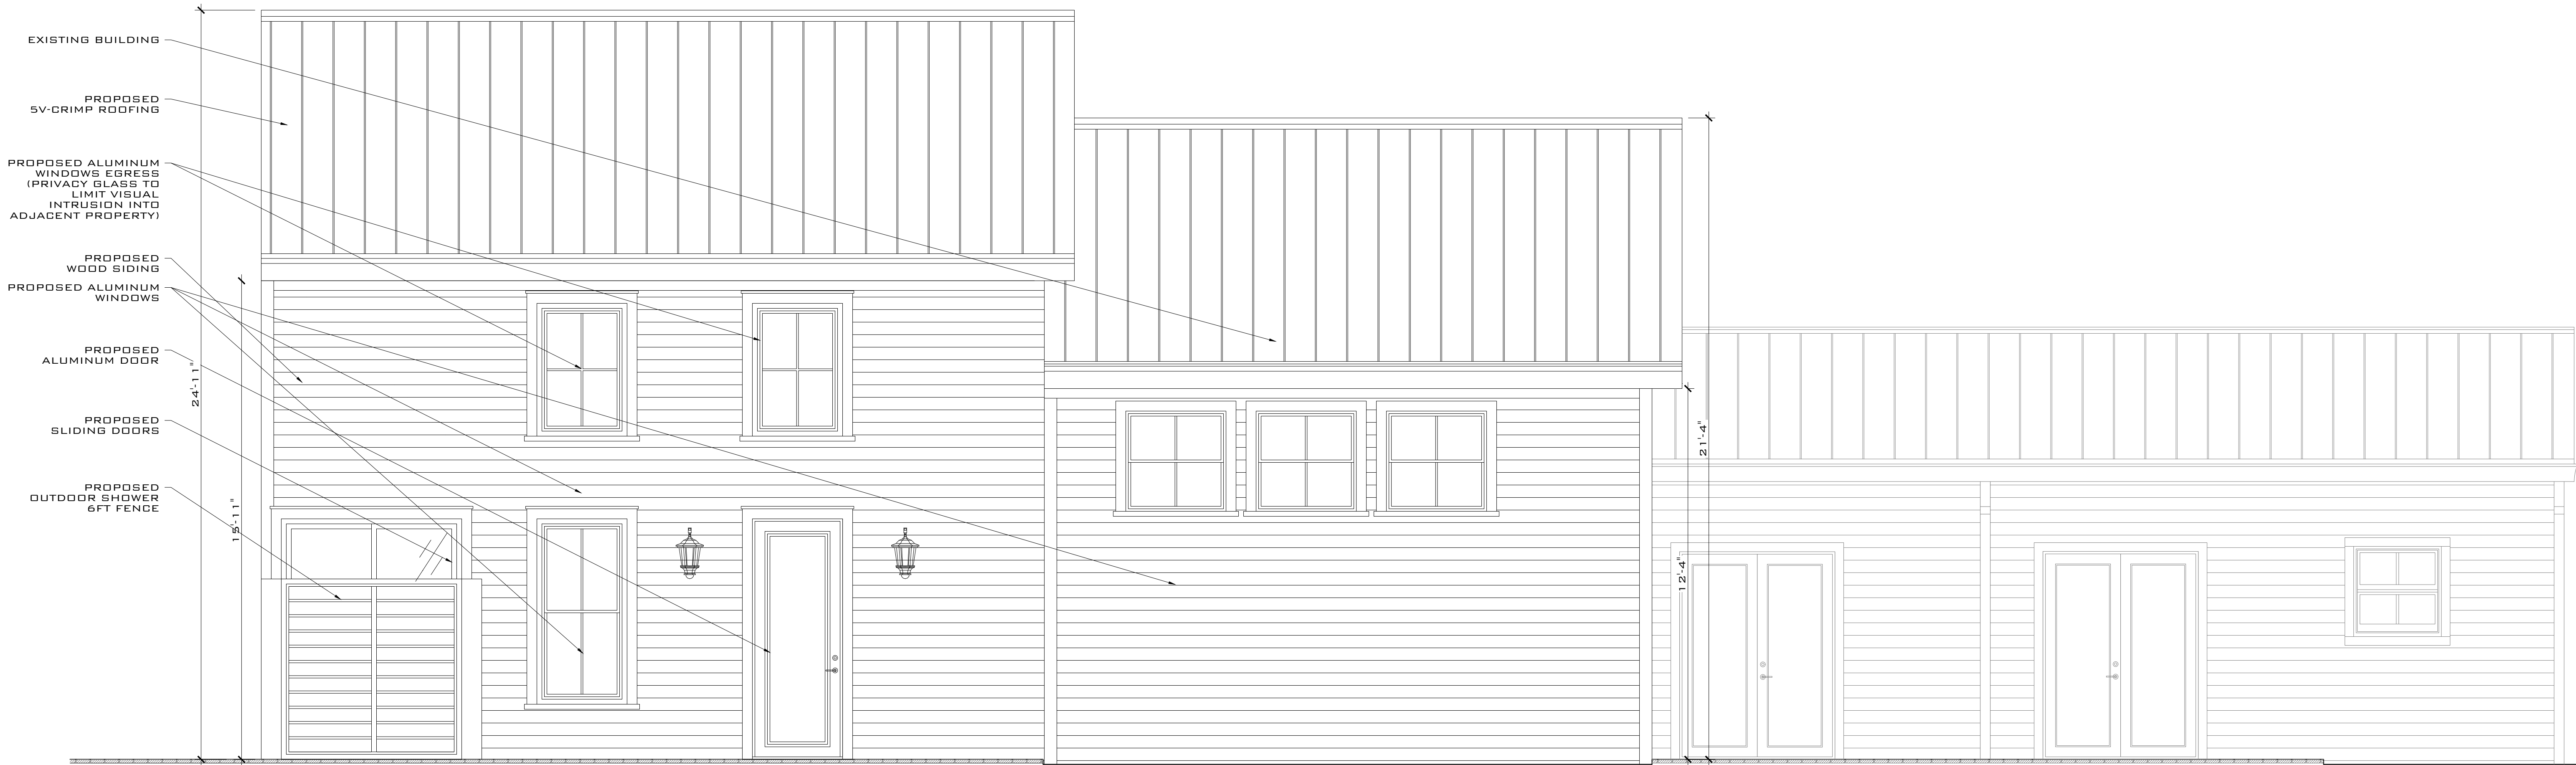 EXISTING BUILDING
PROPOSED
5V-CRIMP ROOFING
PROPOSED ALUMINUM
WINDOWS EGRESS
(PRIVACY GLASS TO
LIMIT VISUAL
INTRUSION INTO
ADJACENT PROPERTY)
PROPOSED
WOOD SIDING
PROPOSED ALUMINUM
WINDOWS
PROPOSED
ALUMINUM DOOR
PROPOSED
SLIDING DOORS
PROPOSED
OUTDOOR SHOWER
6FT FENCE
24'-11"
15'-11"
21'-4"
12'-4"